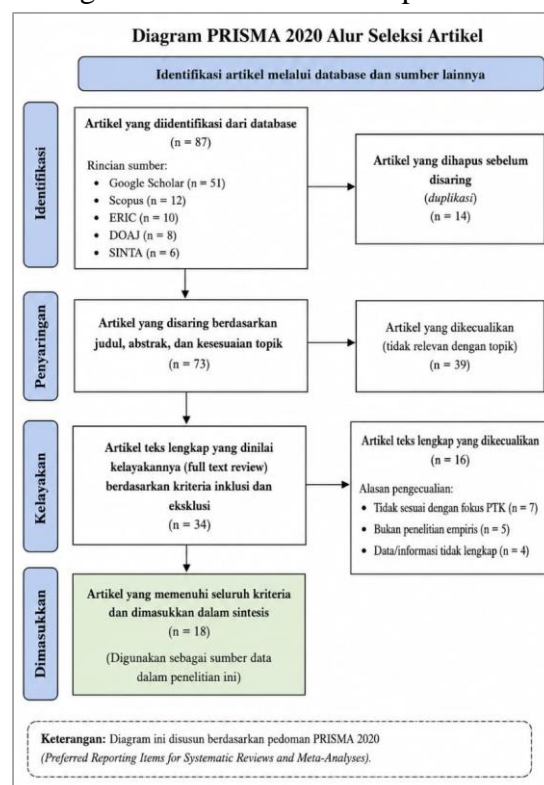 Diagram PRISMA 2020 Alur Seleksi Artikel
Identifikasi artikel melalui database dan sumber lainnya
Identifikasi
Artikel yang diidentifikasi dari database
(n = 87)
Rincian sumber:
• Google Scholar (n = 51)
• Scopus (n = 12)
• ERIC (n = 10)
• DOAJ (n = 8)
• SINTA (n = 6)
Artikel yang dihapus sebelum
disaring
(duplikasi)
(n = 14)
Penyaringan
Artikel yang disaring berdasarkan
judul, abstrak, dan kesesuaian topik
(n = 73)
Artikel yang dikecualikan
(tidak relevan dengan topik)
(n = 39)
Kelayakan
Artikel teks lengkap yang dinilai
kelayakannya (full text review)
berdasarkan kriteria inklusi dan
eksklusi
(n = 34)
Artikel teks lengkap yang dikecualikan
(n = 16)
Alasan pengecualian:
• Tidak sesuai dengan fokus PTK (n = 7)
• Bukan penelitian empiris (n = 5)
• Data/informasi tidak lengkap (n = 4)
Dimasukkan
Artikel yang memenuhi seluruh kriteria
dan dimasukkan dalam sintesis
(n = 18)
(Digunakan sebagai sumber data
dalam penelitian ini)
Keterangan: Diagram ini disusun berdasarkan pedoman PRISMA 2020
(Preferred Reporting Items for Systematic Reviews and Meta-Analyses).